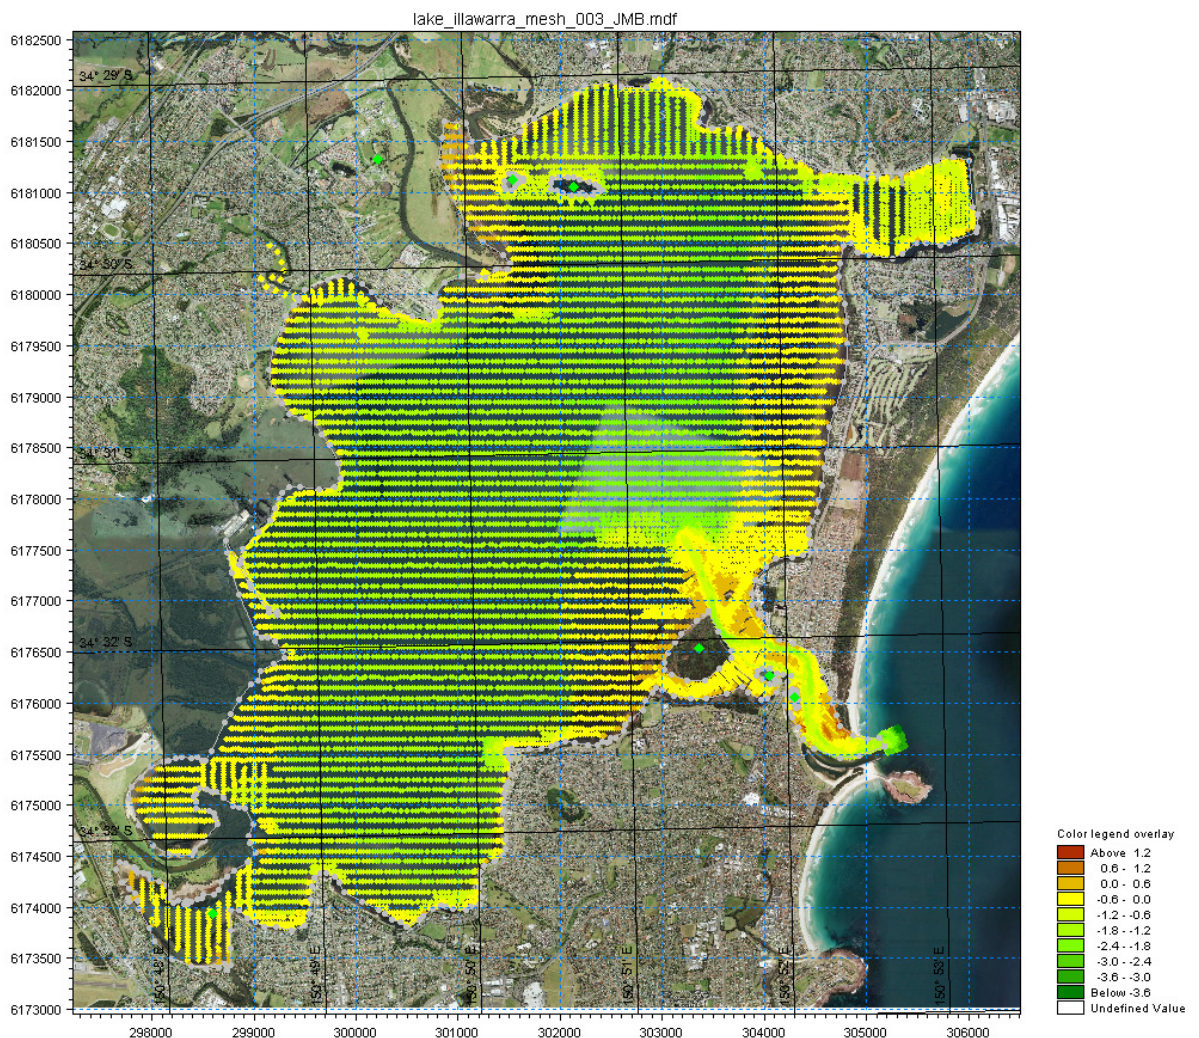 lake_illawarra_mesh_003_JMB.mdf
6182500
34° 29' S
6182000
6181500
6181000
6180500
34° 30' S
6180000
6179500
6179000
6178500
34° 31' S
6178000
6177500
6177000
34° 32' S
6176500
6176000
6175500
6175000
34° 33' S
6174500
6174000
6173500
6173000
150° 48' E
150° 49' E
150° 50' E
150° 51' E
150° 52' E
150° 53' E
298000
299000
300000
301000
302000
303000
304000
305000
306000
Color legend overlay
Above 1.2
0.6 - 1.2
0.0 - 0.6
-0.6 - 0.0
-1.2 - -0.6
-1.8 - -1.2
-2.4 - -1.8
-3.0 - -2.4
-3.6 - -3.0
Below -3.6
Undefined Value